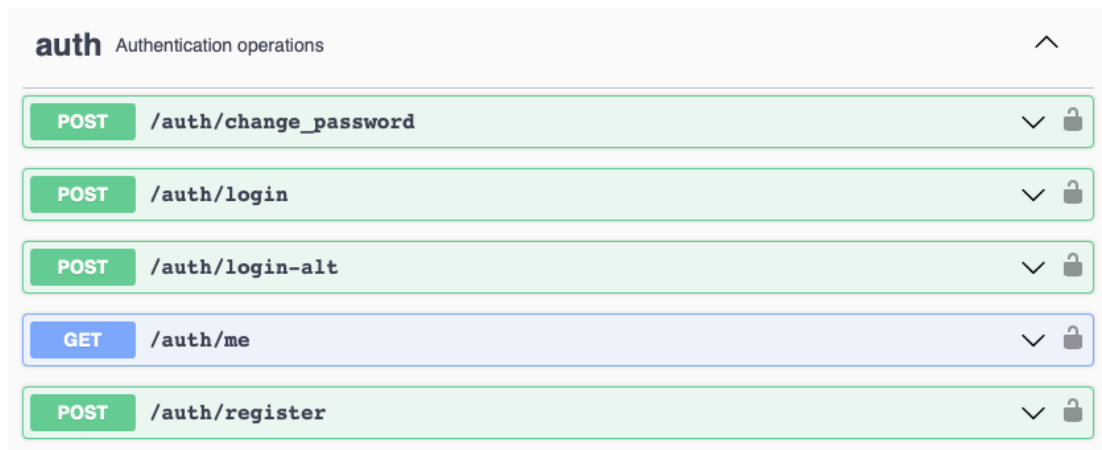 auth Authentication operations
POST /auth/change_password
POST /auth/login
POST /auth/login-alt
GET /auth/me
POST /auth/register